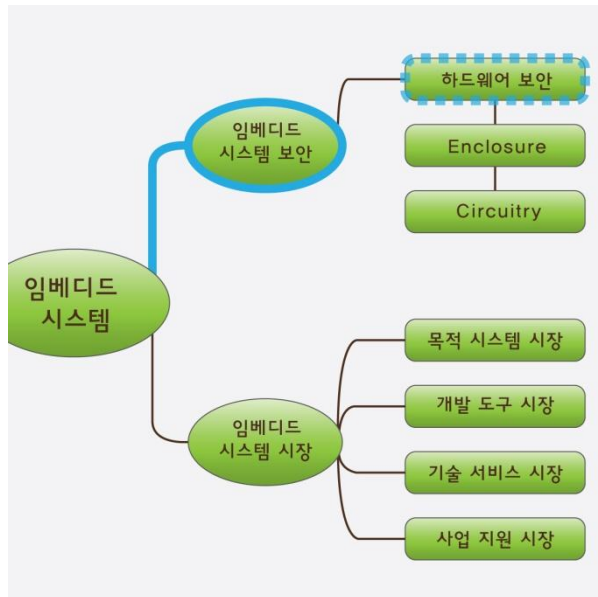 하드웨어 보안
임베디드
시스템 보안
Enclosure
Circuitry
임베디드
시스템
목적 시스템 시장
개발 도구 시장
임베디드
시스템 시장
기술 서비스 시장
사업 지원 시장